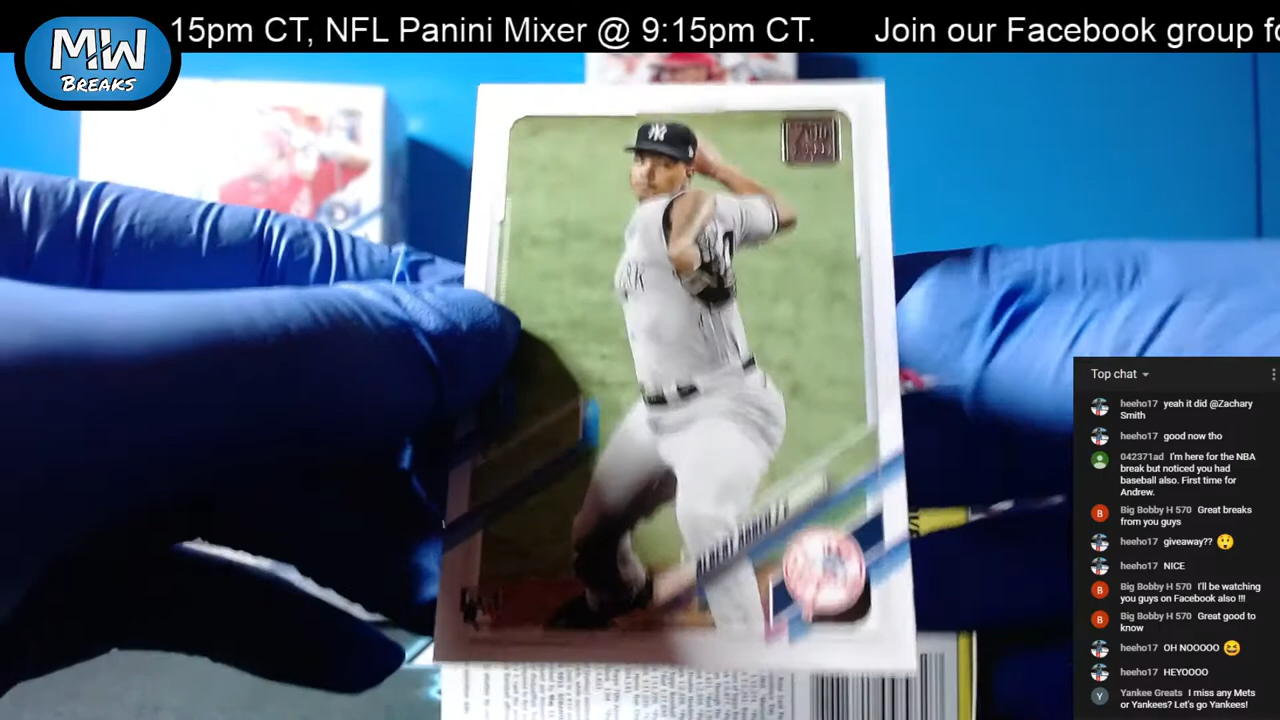 15pm CT, NFL Panini Mixer @ 9:15pm CT. Join our Facebook group fo
MW
BREAKS
NY
RK
ALBERT ABREU
Top chat
heeho17 yeah it did @Zachary
Smith
heeho17 good now tho
042371ad I'm here for the NBA
break but noticed you had
baseball also. First time for
Andrew.
Big Bobby H 570 Great breaks
from you guys
heeho17 giveaway??
heeho17 NICE
B
Big Bobby H 570 I'll be watching
you guys on Facebook also !!!
Big Bobby H 570 Great good to
know
heeho17 OH NOOOOO
heeho17 HEYOOOO
Y
Yankee Greats I miss any Mets
or Yankees? Let's go Yankees!